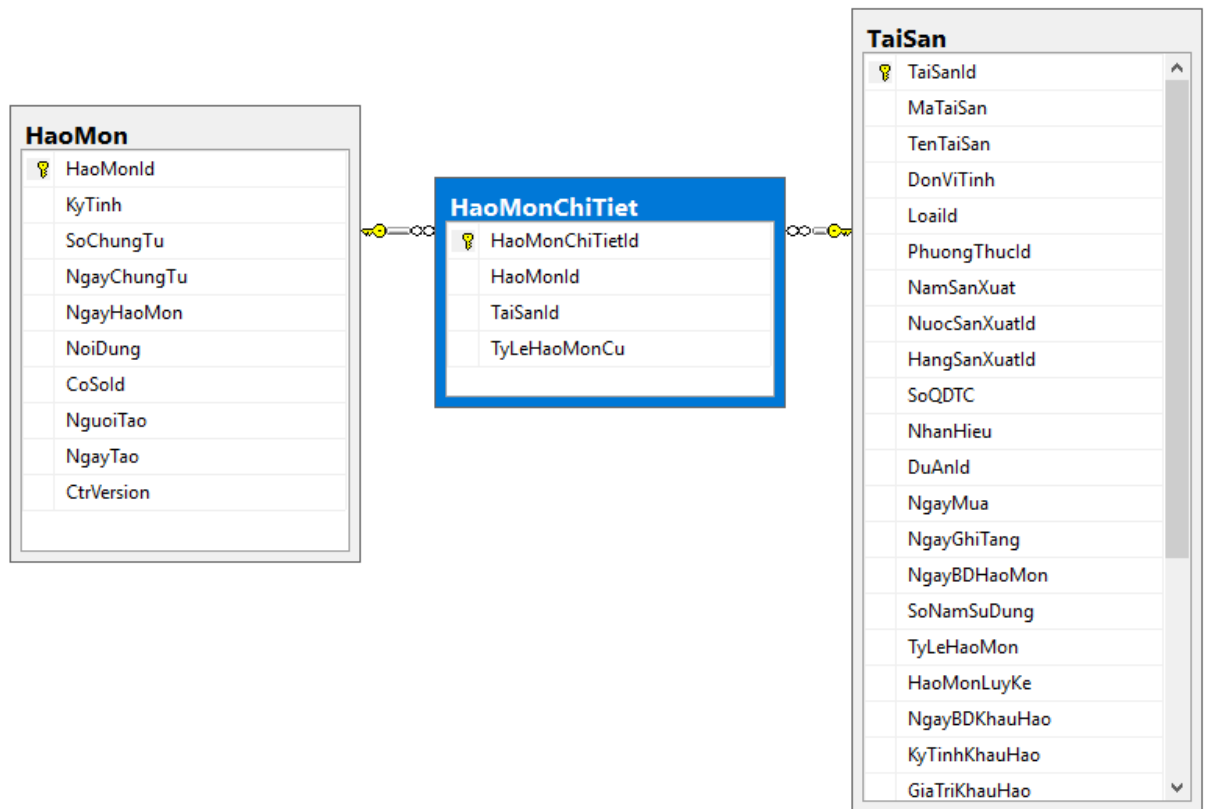 HaoMon
HaoMonId
KyTinh
SoChungTu
NgayChungTu
NgayHaoMon
NoiDung
CoSoId
NguoiTao
NgayTao
CtrVersion
HaoMonChiTiet
HaoMonChiTietId
HaoMonId
TaiSanId
TyLeHaoMonCu
TaiSan
TaiSanId
MaTaiSan
TenTaiSan
DonViTinh
LoaiId
PhuongThucId
NamSanXuat
NuocSanXuatId
HangSanXuatId
SoQDTC
NhanHieu
DuAnId
NgayMua
NgayGhiTang
NgayBDHaoMon
SoNamSuDung
TyLeHaoMon
HaoMonLuyKe
NgayBDKhauHao
KyTinhKhauHao
GiaTriKhauHao